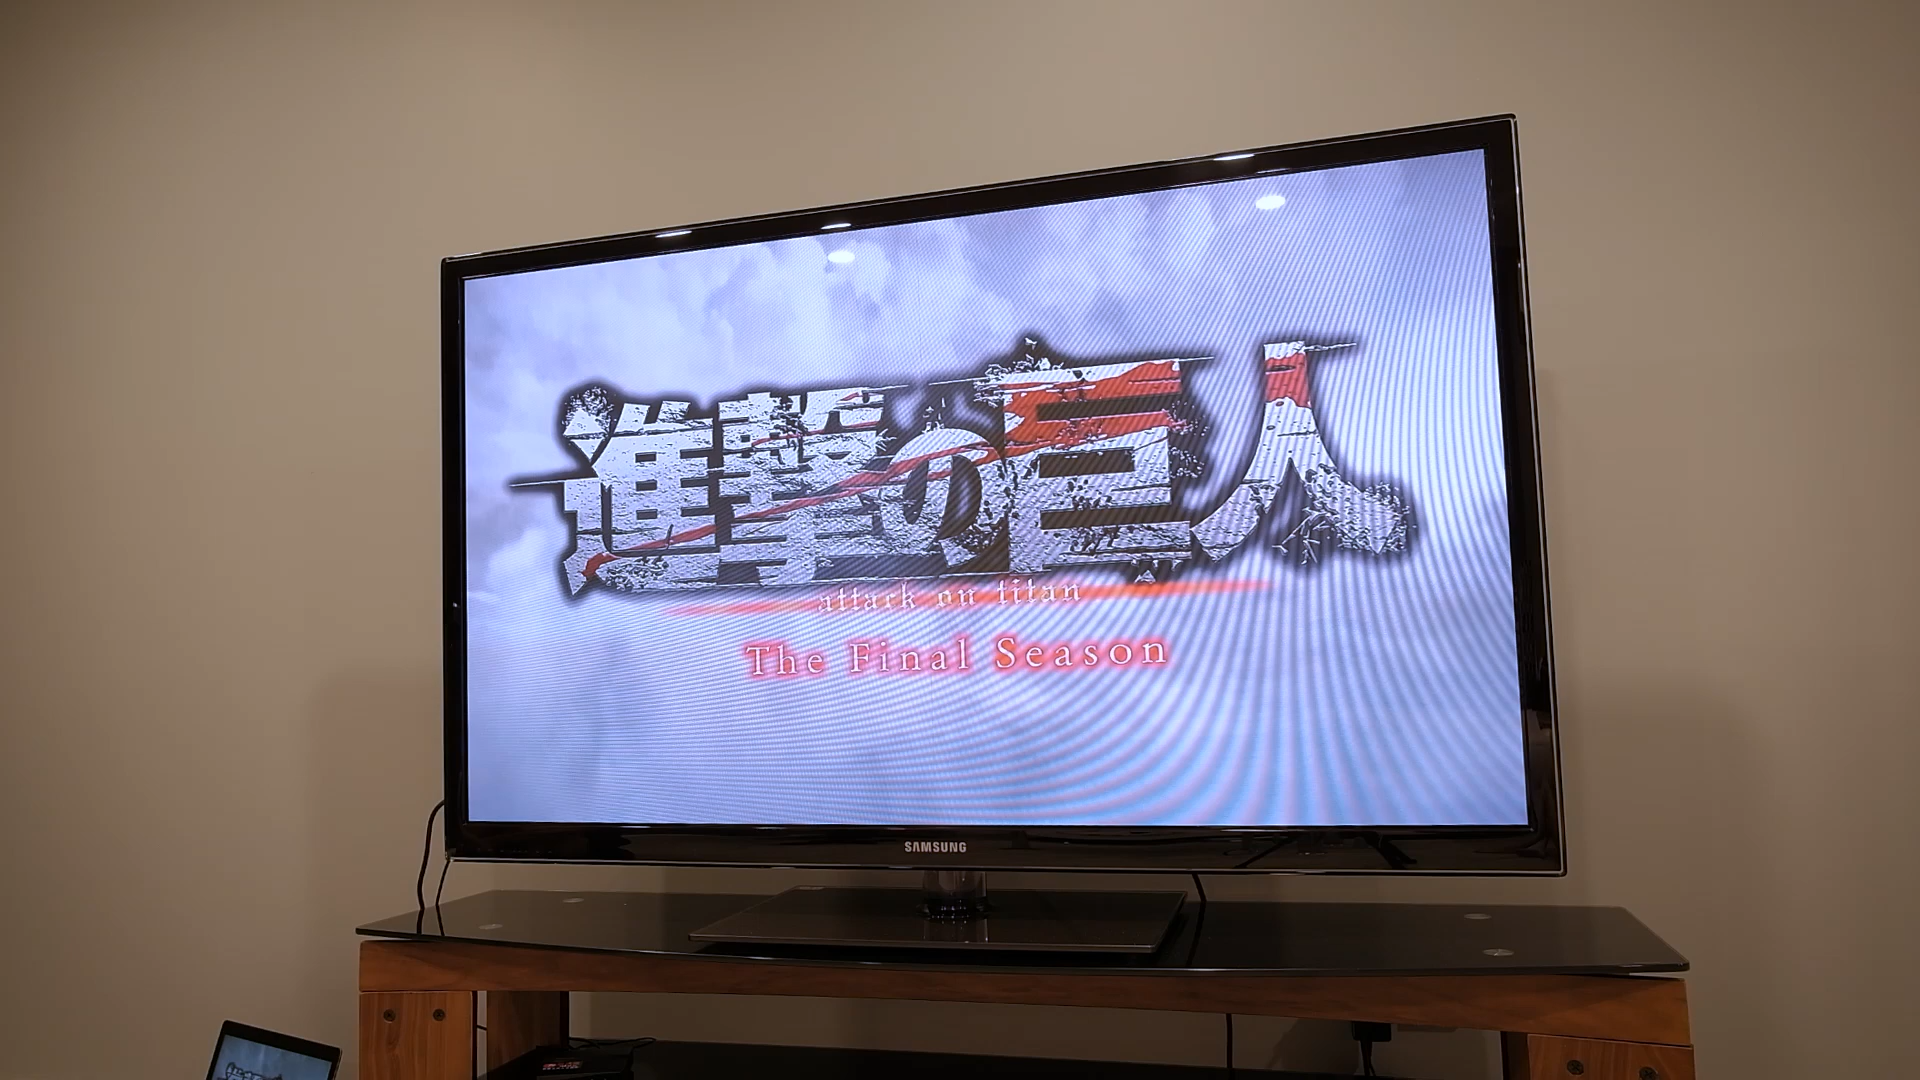 進撃の巨人
attack on titan
The Final Season
SAMSUNG